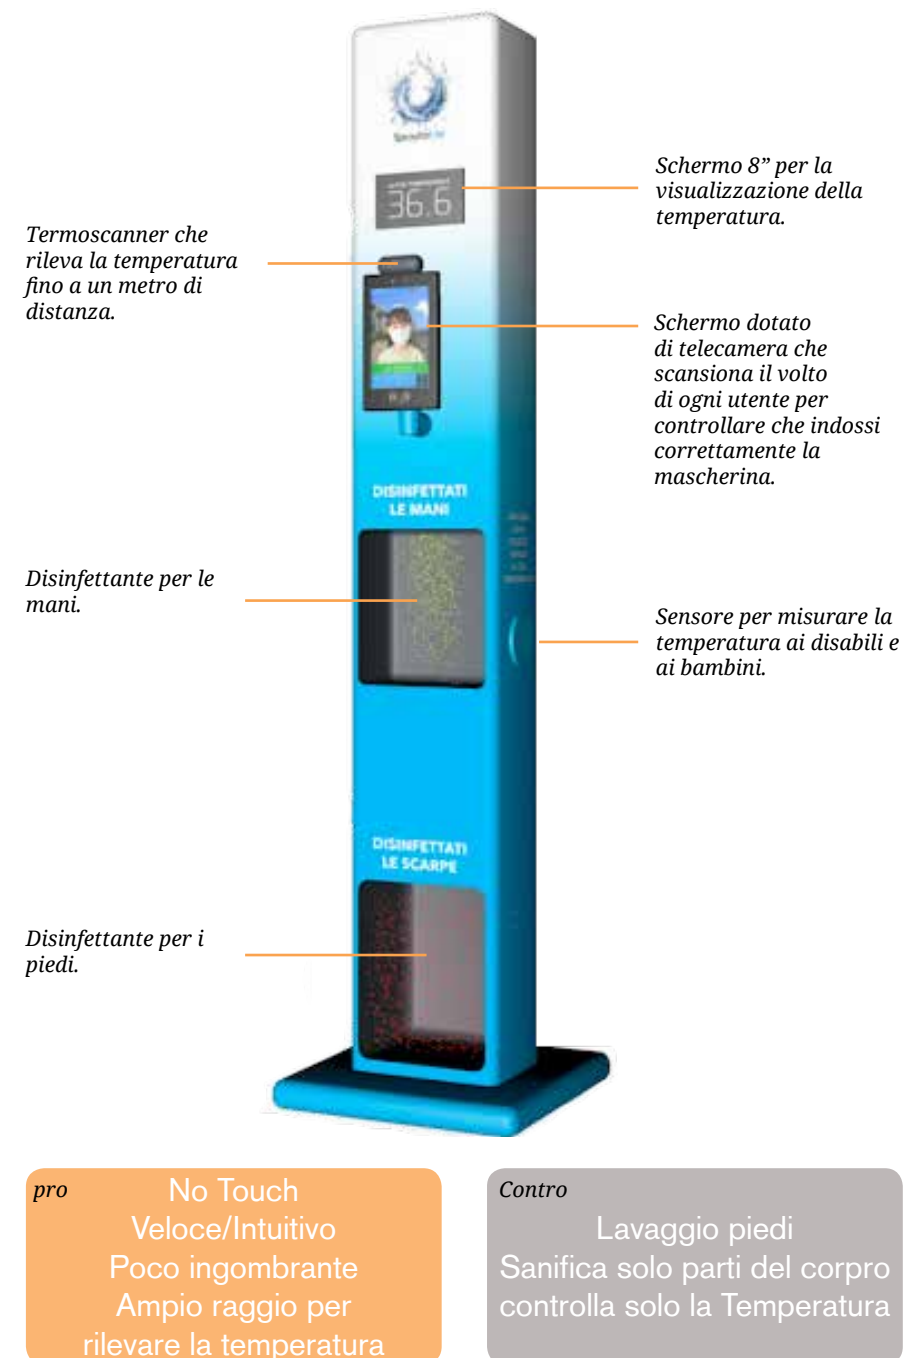 Schermo 8” per la
visualizzazione della
temperatura.
36.6
Termoscanner che
rileva la temperatura
fino a un metro di
distanza.
Schermo dotato
di telecamera che
scansiona il volto
di ogni utente per
controllare che indossi
correttamente la
mascherina.
DISINFETTATI
LE MANI
Disinfettante per le
mani.
Sensore per misurare la
temperatura ai disabili e
ai bambini.
DISINFETTATI
LE SCARPE
Disinfettante per i
piedi.
pro
No Touch
Veloce/Intuitivo
Poco ingombrante
Ampio raggio per
rilevare la temperatura
Contro
Lavaggio piedi
Sanifica solo parti del corpro
controlla solo la Temperatura